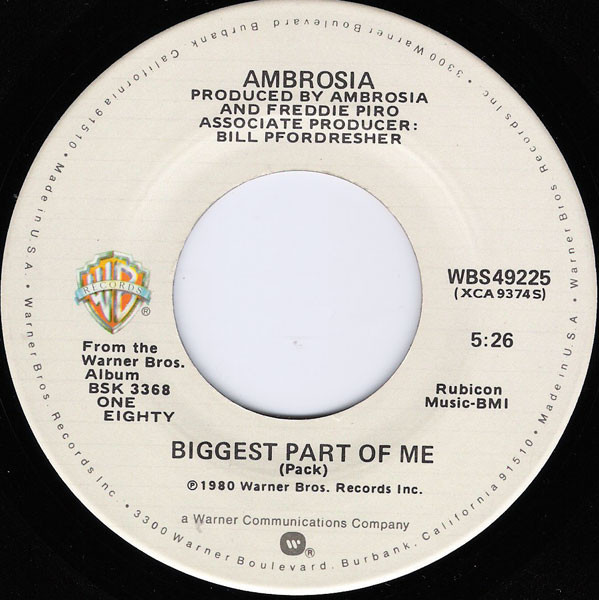 AMBROSIA
PRODUCED BY AMBROSIA
AND FREDDIE PIRO
ASSOCIATE PRODUCER:
BILL PFORDRESHER
WB
RECORDS
®
From the
Warner Bros.
Album
BSK 3368
ONE
EIGHTY
WBS49225
(XCA9374S)
5:26
Rubicon
Music-BMI
BIGGEST PART OF ME
(Pack)
℗1980 Warner Bros. Records Inc.
a Warner Communications Company
®
Made in U.S.A. • Warner Bros. Records Inc. • 3300 Warner Boulevard, Burbank, California 91510 • Made in U.S.A. • Warner Bros. Records Inc. • 3300 Warner Boulevard, Burbank, California 91510 •